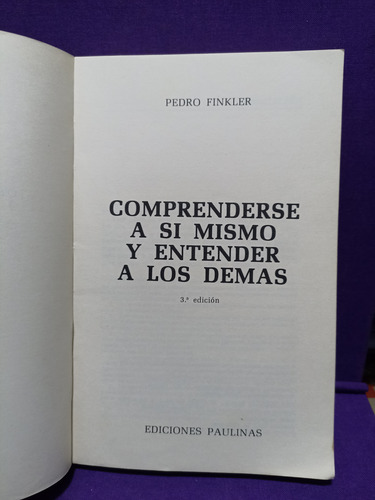 PEDRO FINKLER
COMPRENDERSE
A SI MISMO
Y ENTENDER
A LOS DEMAS
3.ª edición
EDICIONES PAULINAS